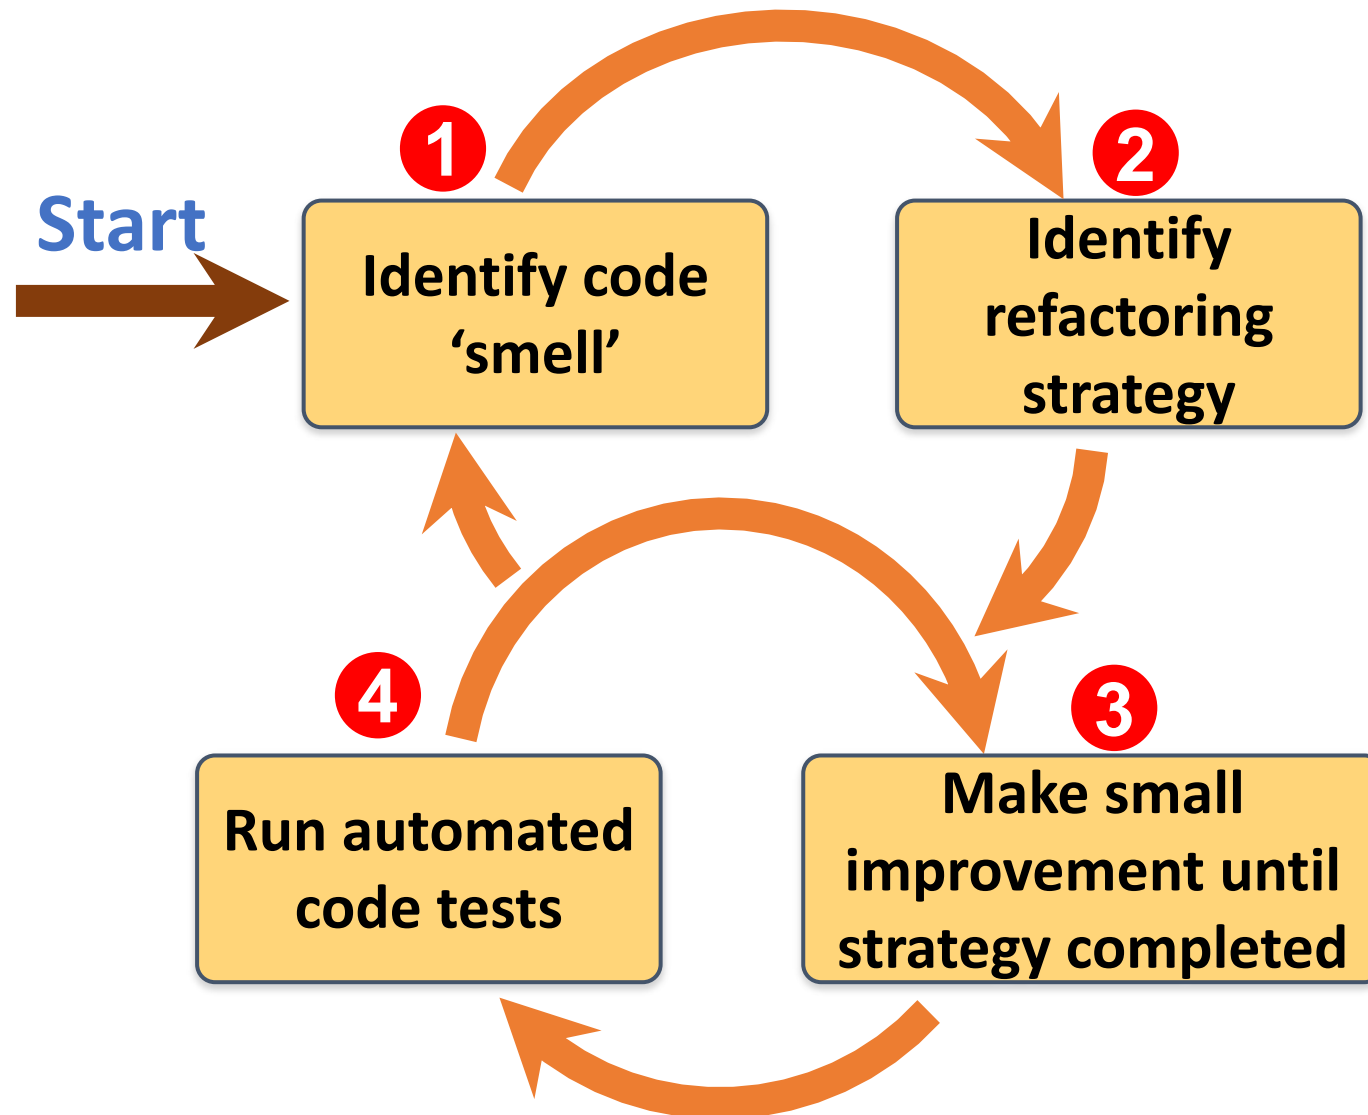 1
2
Start
Identify code
‘smell’
Identify
refactoring
strategy
4
3
Run automated
code tests
Make small
improvement until
strategy completed